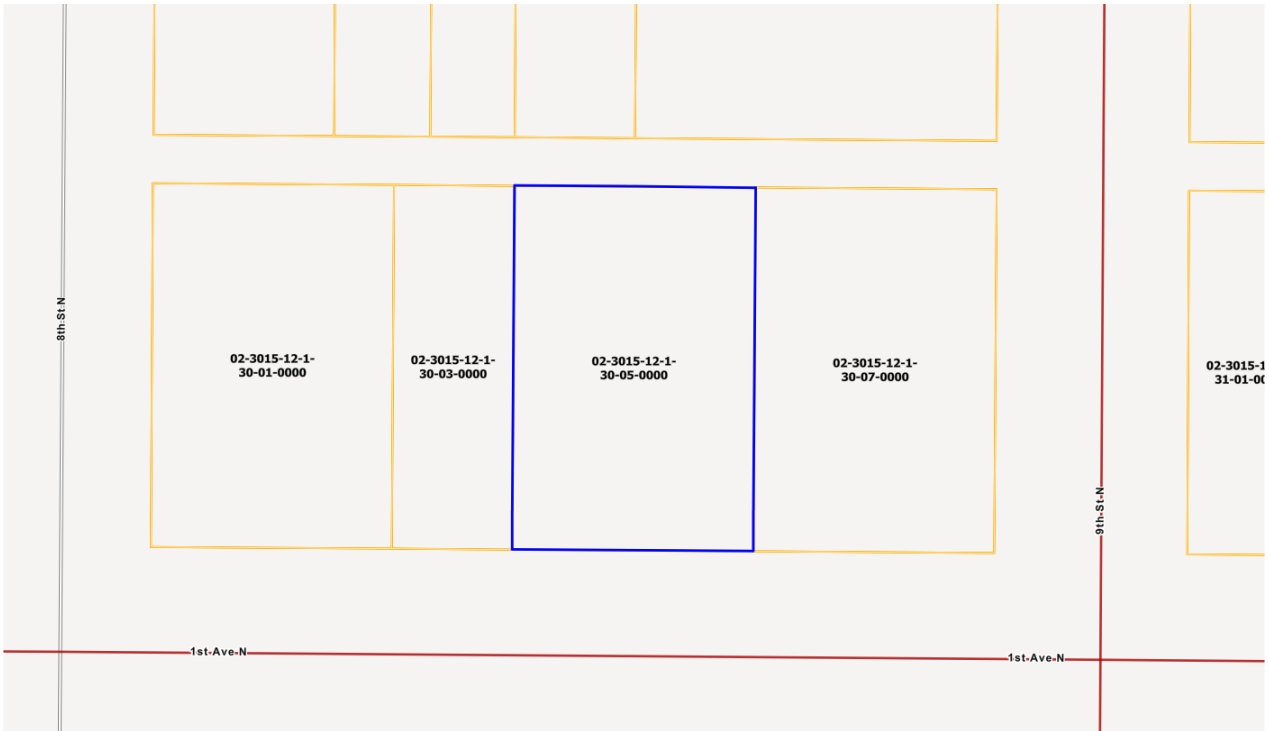 8th St N
02-3015-12-1-
30-01-0000
02-3015-12-1-
30-03-0000
02-3015-12-1-
30-05-0000
02-3015-12-1-
30-07-0000
02-3015-1
31-01-00
9th St N
1st Ave N
1st Ave N